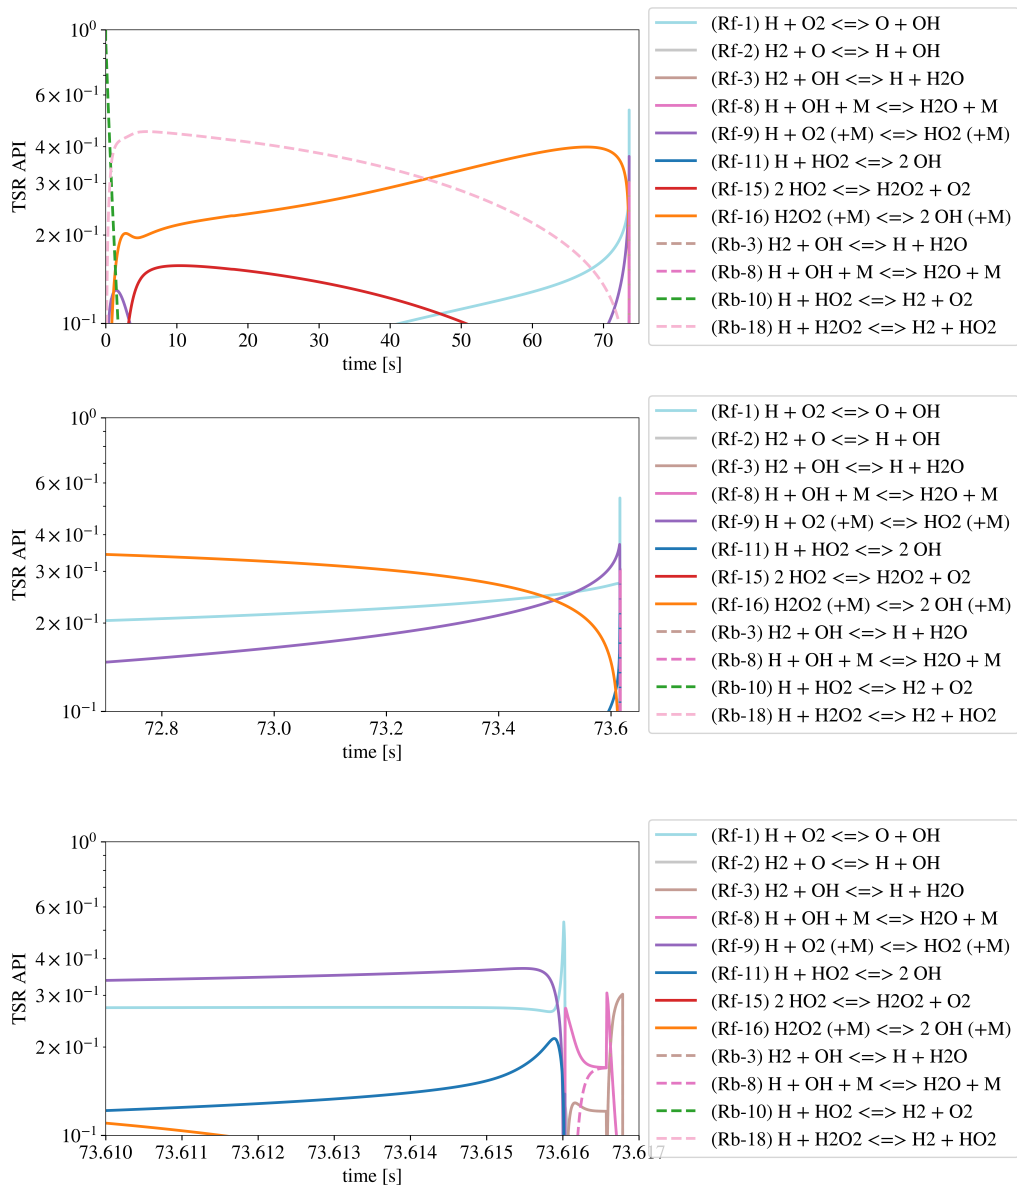 10⁰
6 × 10⁻¹
4 × 10⁻¹
3 × 10⁻¹
2 × 10⁻¹
10⁻¹
TSR API
0 10 20 30 40 50 60 70
time [s]
(Rf-1) H + O2 <=> O + OH
(Rf-2) H2 + O <=> H + OH
(Rf-3) H2 + OH <=> H + H2O
(Rf-8) H + OH + M <=> H2O + M
(Rf-9) H + O2 (+M) <=> HO2 (+M)
(Rf-11) H + HO2 <=> 2 OH
(Rf-15) 2 HO2 <=> H2O2 + O2
(Rf-16) H2O2 (+M) <=> 2 OH (+M)
(Rb-3) H2 + OH <=> H + H2O
(Rb-8) H + OH + M <=> H2O + M
(Rb-10) H + HO2 <=> H2 + O2
(Rb-18) H + H2O2 <=> H2 + HO2
10⁰
6 × 10⁻¹
4 × 10⁻¹
3 × 10⁻¹
2 × 10⁻¹
10⁻¹
TSR API
72.8 73.0 73.2 73.4 73.6
time [s]
(Rf-1) H + O2 <=> O + OH
(Rf-2) H2 + O <=> H + OH
(Rf-3) H2 + OH <=> H + H2O
(Rf-8) H + OH + M <=> H2O + M
(Rf-9) H + O2 (+M) <=> HO2 (+M)
(Rf-11) H + HO2 <=> 2 OH
(Rf-15) 2 HO2 <=> H2O2 + O2
(Rf-16) H2O2 (+M) <=> 2 OH (+M)
(Rb-3) H2 + OH <=> H + H2O
(Rb-8) H + OH + M <=> H2O + M
(Rb-10) H + HO2 <=> H2 + O2
(Rb-18) H + H2O2 <=> H2 + HO2
10⁰
6 × 10⁻¹
4 × 10⁻¹
3 × 10⁻¹
2 × 10⁻¹
10⁻¹
TSR API
73.610 73.611 73.612 73.613 73.614 73.615 73.616 73.617
time [s]
(Rf-1) H + O2 <=> O + OH
(Rf-2) H2 + O <=> H + OH
(Rf-3) H2 + OH <=> H + H2O
(Rf-8) H + OH + M <=> H2O + M
(Rf-9) H + O2 (+M) <=> HO2 (+M)
(Rf-11) H + HO2 <=> 2 OH
(Rf-15) 2 HO2 <=> H2O2 + O2
(Rf-16) H2O2 (+M) <=> 2 OH (+M)
(Rb-3) H2 + OH <=> H + H2O
(Rb-8) H + OH + M <=> H2O + M
(Rb-10) H + HO2 <=> H2 + O2
(Rb-18) H + H2O2 <=> H2 + HO2